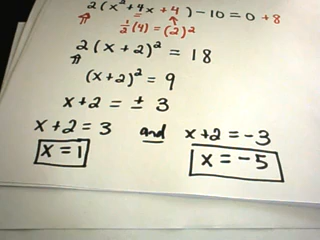 2(x²+4x+4)-10=0+8
½(4)=(2)²
2(x+2)²=18
(x+2)²=9
x+2=±3
x+2=3 and x+2=-3
x=1 x=-5